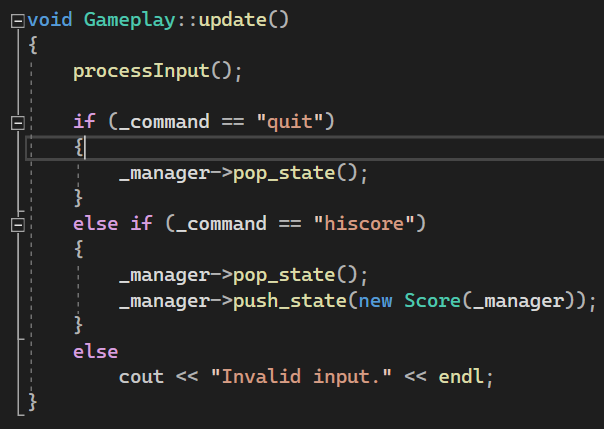 void Gameplay::update()
{
    processInput();

    if (_command == "quit")
    {
        _manager->pop_state();
    }
    else if (_command == "hiscore")
    {
        _manager->pop_state();
        _manager->push_state(new Score(_manager));
    }
    else
        cout << "Invalid input." << endl;
}